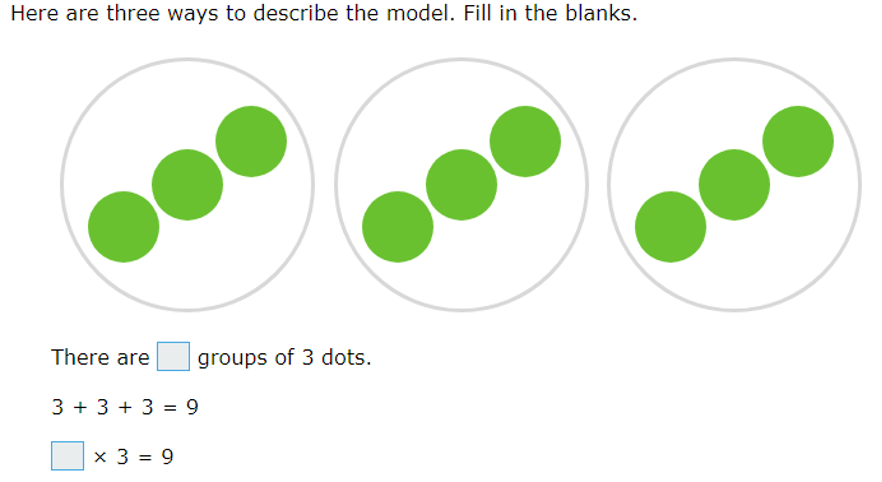 Here are three ways to describe the model. Fill in the blanks.
There are groups of 3 dots.
3 + 3 + 3 = 9
× 3 = 9